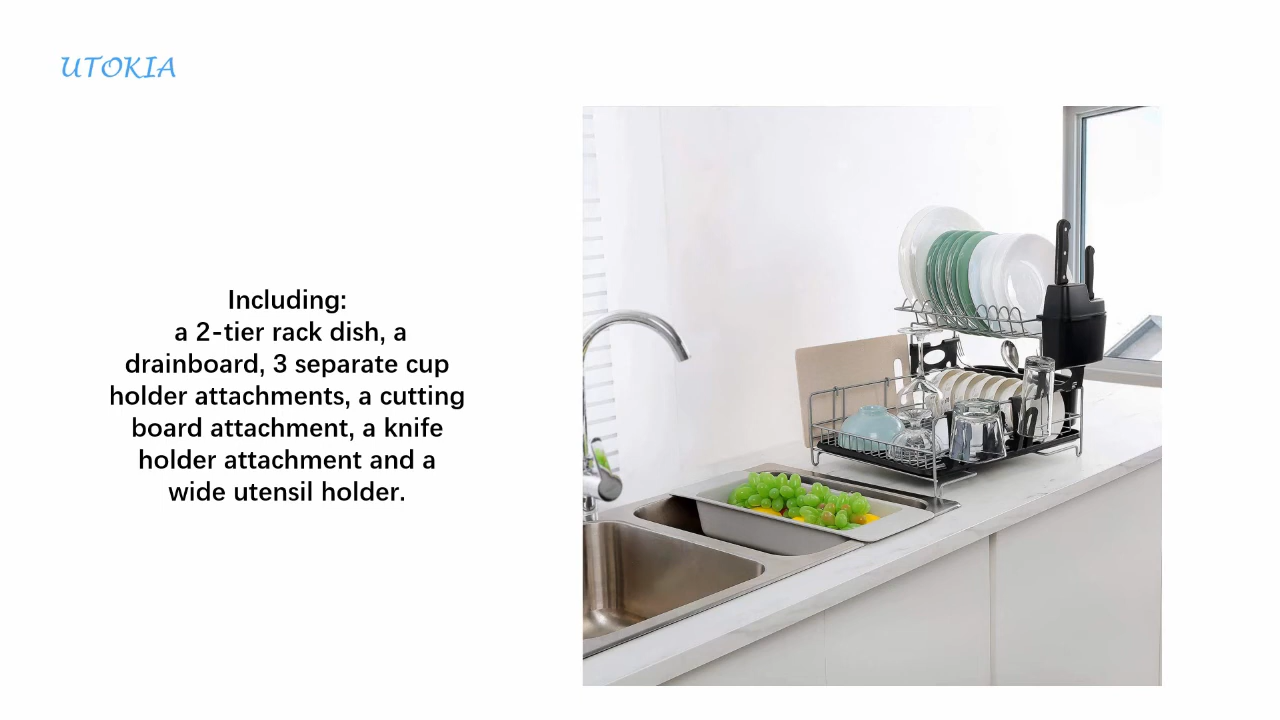 UTOKIA
Including:
a 2-tier rack dish, a
drainboard, 3 separate cup
holder attachments, a cutting
board attachment, a knife
holder attachment and a
wide utensil holder.